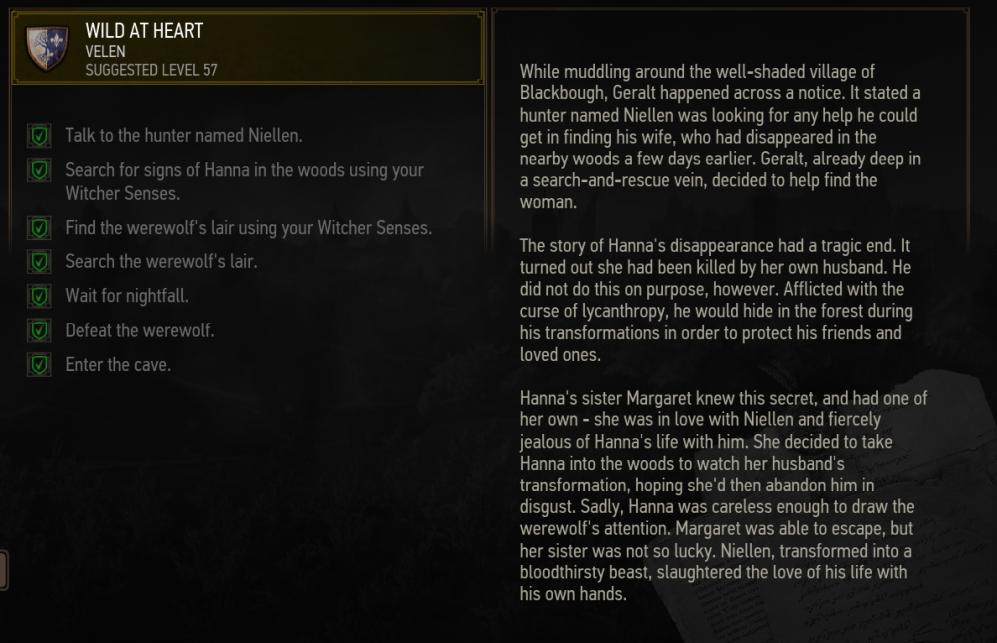 WILD AT HEART
VELEN
SUGGESTED LEVEL 57
Talk to the hunter named Niellen.
Search for signs of Hanna in the woods using your
Witcher Senses.
Find the werewolf's lair using your Witcher Senses.
Search the werewolf's lair.
Wait for nightfall.
Defeat the werewolf.
Enter the cave.
While muddling around the well-shaded village of
Blackbough, Geralt happened across a notice. It stated a
hunter named Niellen was looking for any help he could
get in finding his wife, who had disappeared in the
nearby woods a few days earlier. Geralt, already deep in
a search-and-rescue vein, decided to help find the
woman.
The story of Hanna's disappearance had a tragic end. It
turned out she had been killed by her own husband. He
did not do this on purpose, however. Afflicted with the
curse of lycanthropy, he would hide in the forest during
his transformations in order to protect his friends and
loved ones.
Hanna's sister Margaret knew this secret, and had one of
her own - she was in love with Niellen and fiercely
jealous of Hanna's life with him. She decided to take
Hanna into the woods to watch her husband's
transformation, hoping she'd then abandon him in
disgust. Sadly, Hanna was careless enough to draw the
werewolf's attention. Margaret was able to escape, but
her sister was not so lucky. Niellen, transformed into a
bloodthirsty beast, slaughtered the love of his life with
his own hands.